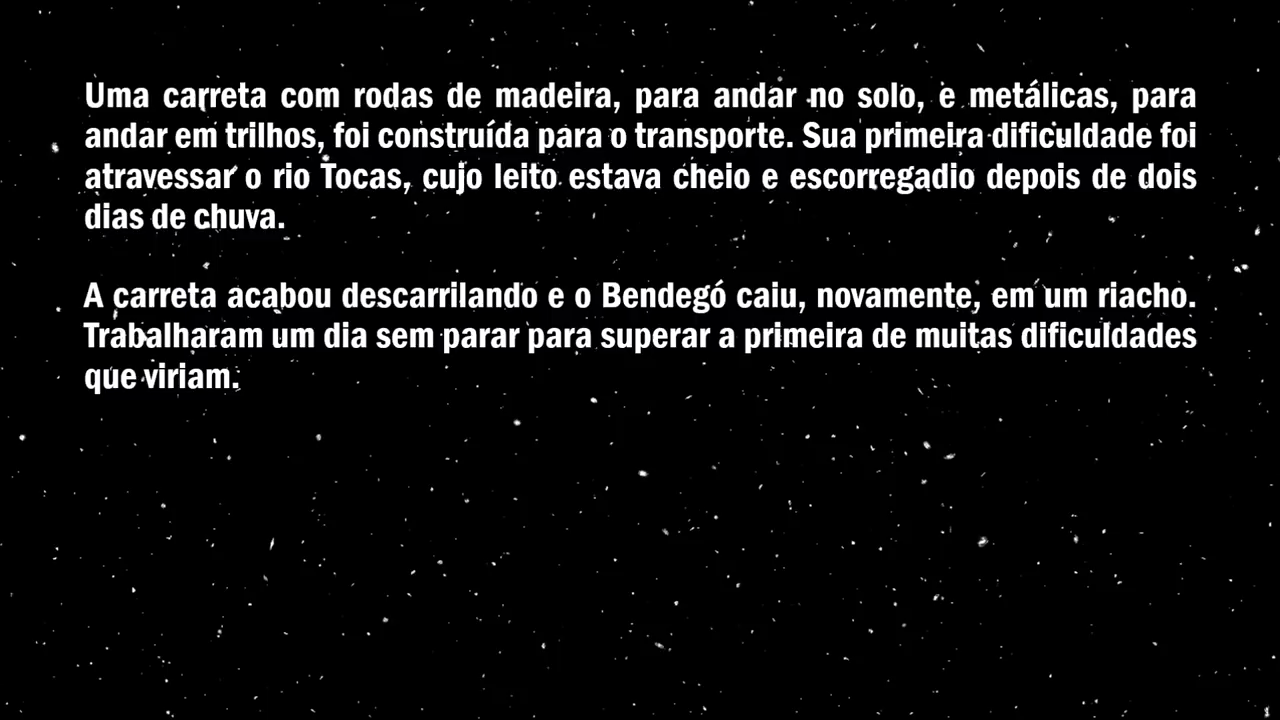 Uma carreta com rodas de madeira, para andar no solo, e metálicas, para
andar em trilhos, foi construída para o transporte. Sua primeira dificuldade foi
atravessar o rio Tocas, cujo leito estava cheio e escorregadio depois de dois
dias de chuva.
A carreta acabou descarrilando e o Bendegó caiu, novamente, em um riacho.
Trabalharam um dia sem parar para superar a primeira de muitas dificuldades
que viriam.